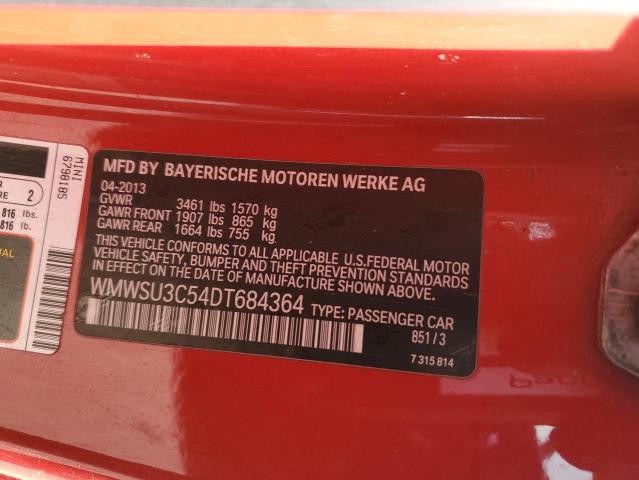 MFD BY BAYERISCHE MOTOREN WERKE AG
04-2013
GVWR 3461 lbs 1570 kg
GAWR FRONT 1907 lbs 865 kg
GAWR REAR 1664 lbs 755 kg.
THIS VEHICLE CONFORMS TO ALL APPLICABLE U.S.FEDERAL MOTOR
VEHICLE SAFETY, BUMPER, AND THEFT PREVENTION STANDARDS
IN EFFECT ON THE DATE OF MANUFACTURE SHOWN ABOVE.
WMWSU3C54DT684364 TYPE: PASSENGER CAR
851/3
7 315 814
MINI
6798185
2
816 lbs.
816 lb.